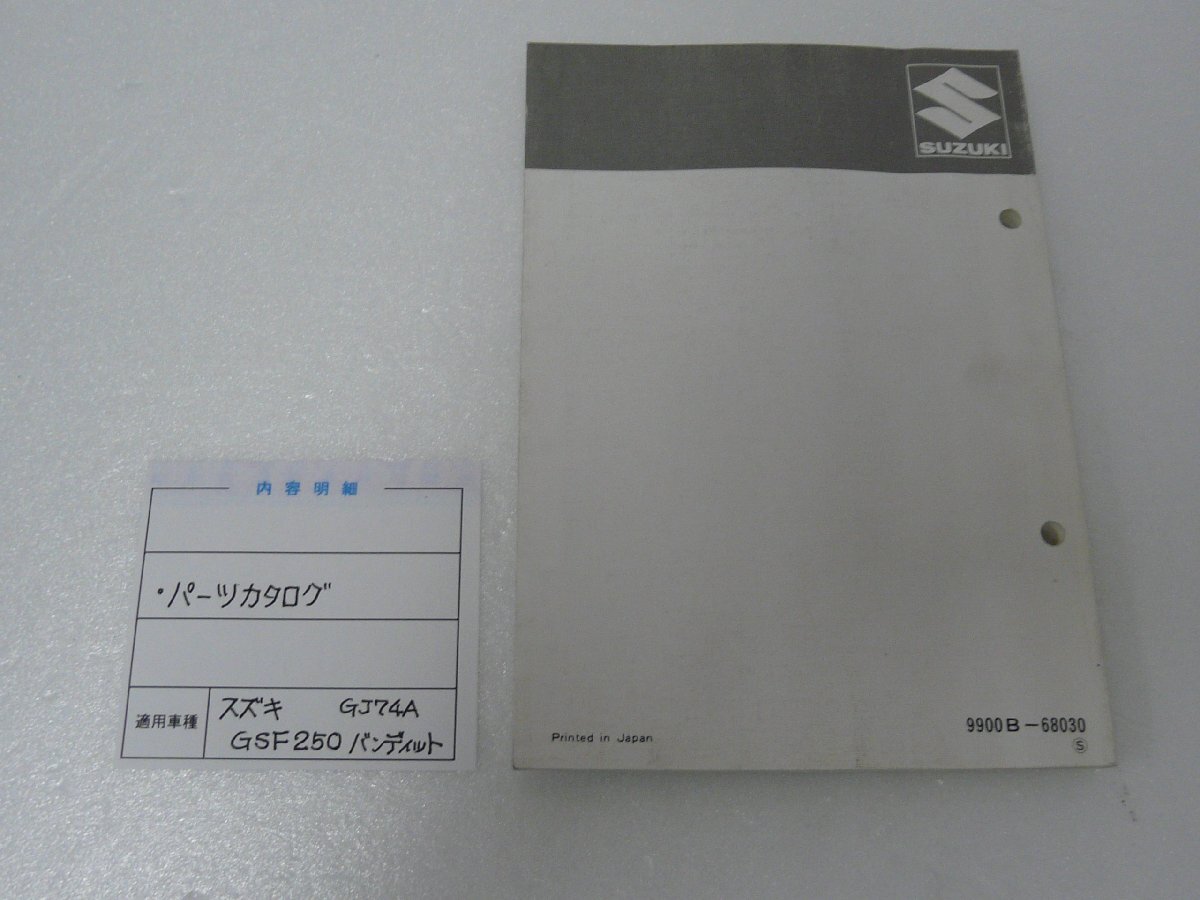 内容明細
・パーツカタログ
適用車種
スズキ GJ74A
GSF250 バンディット
SUZUKI
Printed in Japan
9900B-68030
Ⓢ